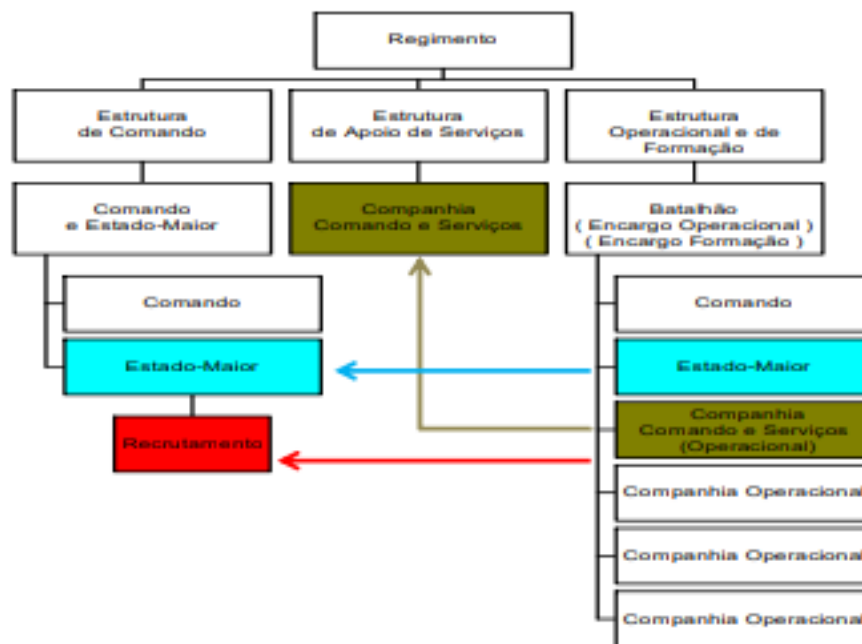 Regimento
Estrutura
de Comando
Estrutura
de Apoio de Serviços
Estrutura
Operacional e de
Formação
Comando
e Estado-Maior
Companhia
Comando e Serviços
Batalhão
( Encargo Operacional )
( Encargo Formação )
Comando
Estado-Maior
Recrutamento
Comando
Estado-Maior
Companhia
Comando e Serviços
(Operacional)
Companhia Operacional
Companhia Operacional
Companhia Operacional